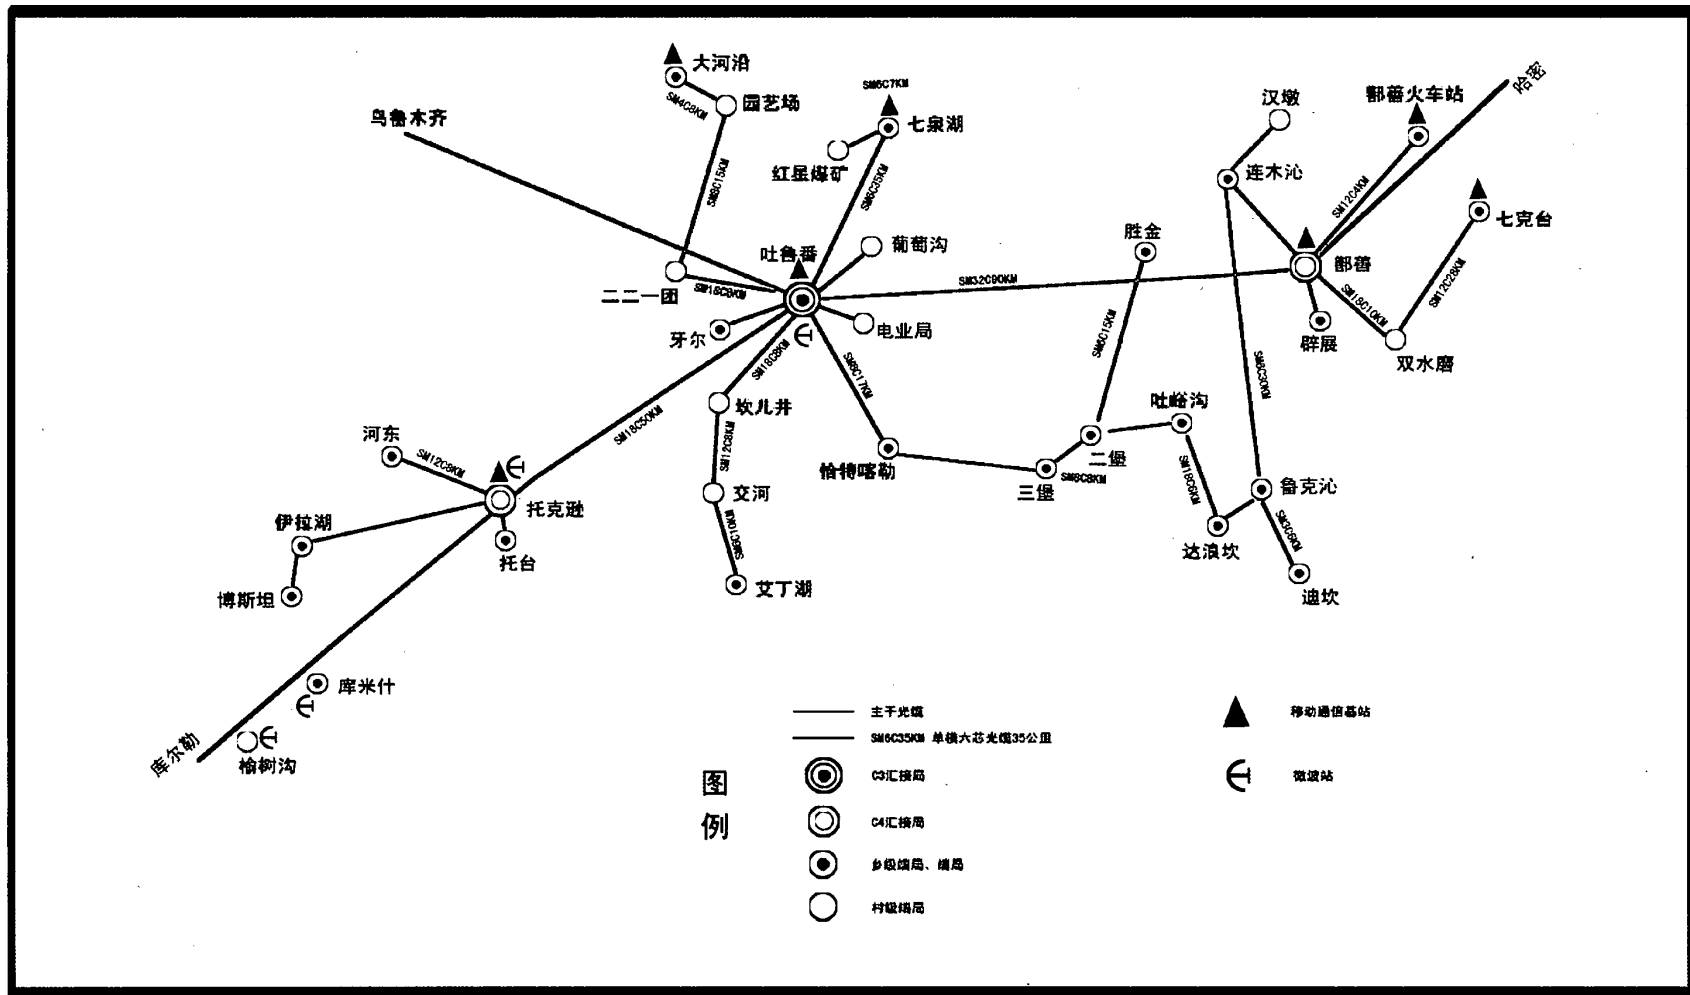 大河沿
SM4C8KM
园艺场
SM6C7KM
七泉湖
红星煤矿
乌鲁木齐
SM8C15KM
SM6C35KM
汉墩
鄯善火车站
哈密
连木沁
SM12C4KM
七克台
吐鲁番
葡萄沟
胜金
鄯善
二二一团
SM16C8KM
SM32C90KM
SM18C10KM
SM12C28KM
牙尔
电业局
辟展
双水磨
SM18C8KM
SM8C17KM
SM6C15KM
SM8C30KM
坎儿井
吐峪沟
河东
SM12C8KM
SM18C50KM
SM12C8KM
恰特喀勒
二堡
三堡
SM8C8KM
SM18C6KM
鲁克沁
SM3C6KM
托克逊
交河
伊拉湖
托台
SM6C10KM
达浪坎
博斯坦
艾丁湖
迪坎
库米什
库尔勒
榆树沟
图
例
主干光缆
SM6C35KM 单模六芯光缆35公里
C3汇接局
C4汇接局
乡级端局、端局
村级端局
移动通信基站
微波站